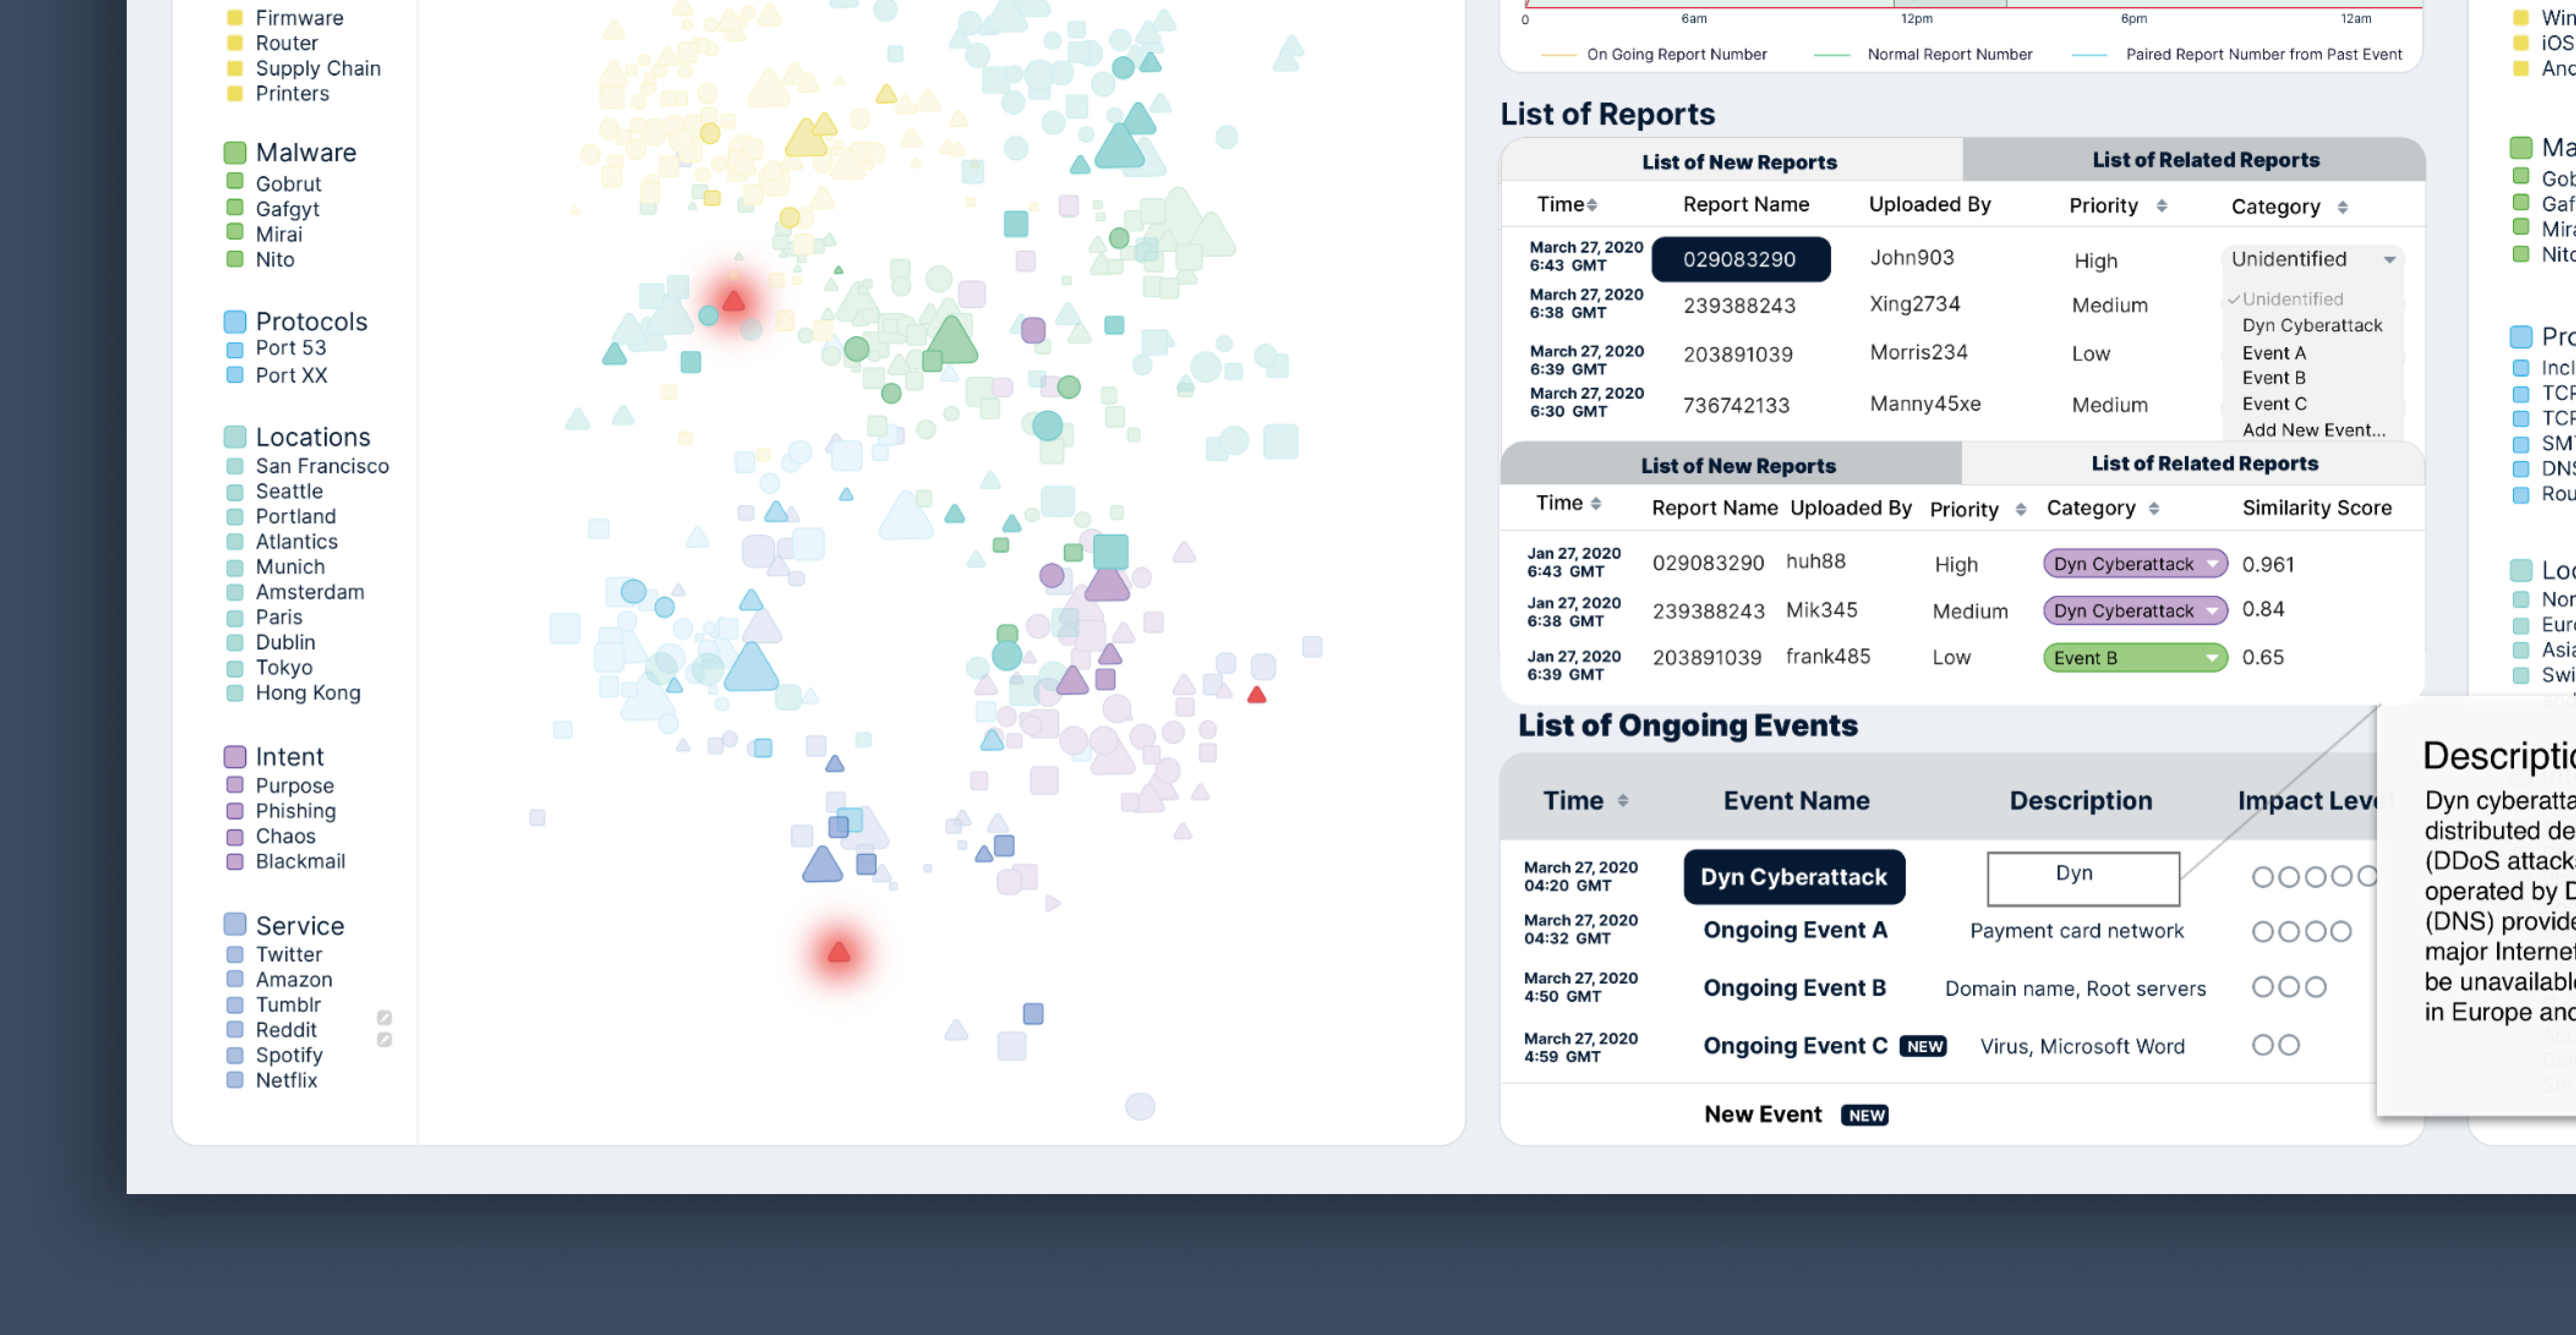 Firmware
Router
Supply Chain
Printers
Malware
Gobrut
Gafgyt
Mirai
Nito
Protocols
Port 53
Port XX
Locations
San Francisco
Seattle
Portland
Atlantics
Munich
Amsterdam
Paris
Dublin
Tokyo
Hong Kong
Intent
Purpose
Phishing
Chaos
Blackmail
Service
Twitter
Amazon
Tumblr
Reddit
Spotify
Netflix
0 6am 12pm 6pm 12am
On Going Report Number Normal Report Number Paired Report Number from Past Event
List of Reports
List of New Reports List of Related Reports
Time Report Name Uploaded By Priority Category
March 27, 2020
6:43 GMT 029083290 John903 High Unidentified
March 27, 2020
6:38 GMT 239388243 Xing2734 Medium
March 27, 2020
6:39 GMT 203891039 Morris234 Low
March 27, 2020
6:30 GMT 736742133 Manny45xe Medium
Unidentified
Dyn Cyberattack
Event A
Event B
Event C
Add New Event...
List of New Reports List of Related Reports
Time Report Name Uploaded By Priority Category Similarity Score
Jan 27, 2020
6:43 GMT 029083290 huh88 High Dyn Cyberattack 0.961
Jan 27, 2020
6:38 GMT 239388243 Mik345 Medium Dyn Cyberattack 0.84
Jan 27, 2020
6:39 GMT 203891039 frank485 Low Event B 0.65
List of Ongoing Events
Time Event Name Description Impact Leve
March 27, 2020
04:20 GMT Dyn Cyberattack Dyn
March 27, 2020
04:32 GMT Ongoing Event A Payment card network
March 27, 2020
4:50 GMT Ongoing Event B Domain name, Root servers
March 27, 2020
4:59 GMT Ongoing Event C NEW Virus, Microsoft Word
New Event NEW
Win
iOS
And
Ma
Gob
Gaf
Mira
Nito
Pro
Incl
TCP
TCP
SMT
DNS
Rou
Loc
Nor
Euro
Asia
Swi
Descriptio
Dyn cyberatta
distributed de
(DDoS attack
operated by D
(DNS) provide
major Internet
be unavailable
in Europe and